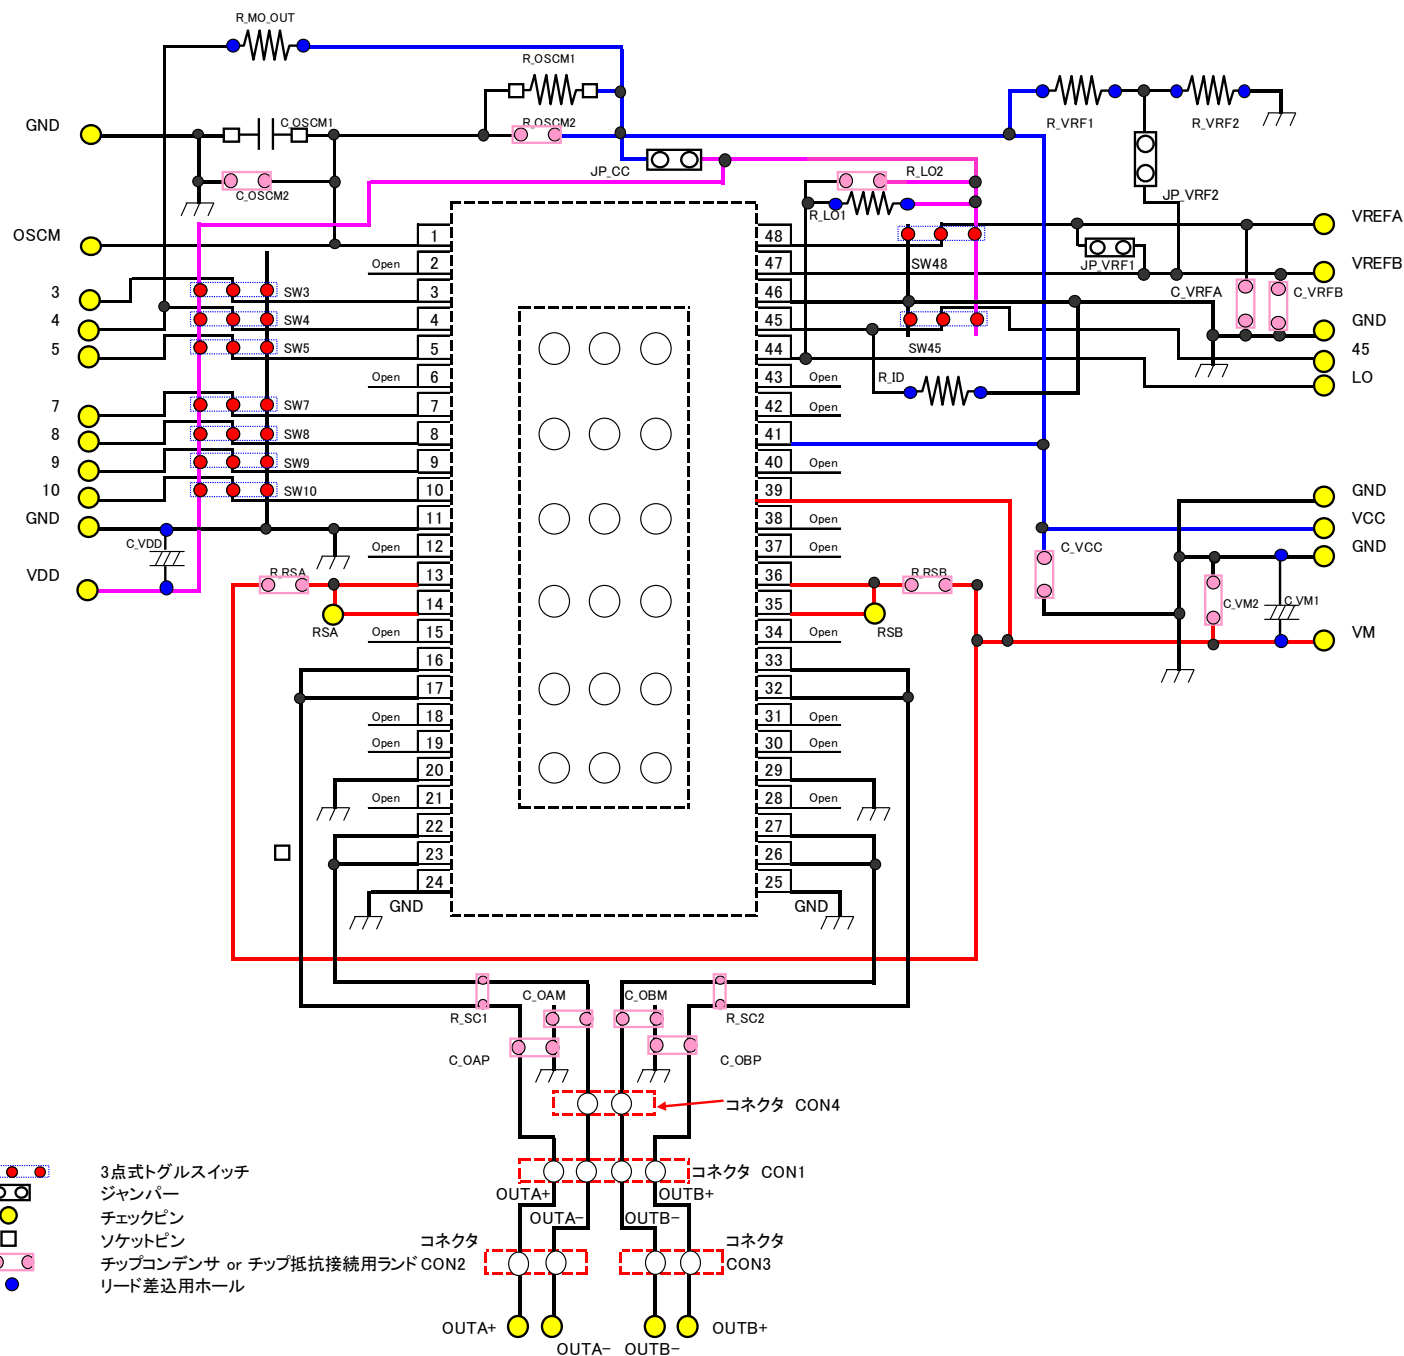 R_MO_OUT
R_OSCM1
GND
C_OSCM1
R_OSCM2
R_VRF1
R_VRF2
JP_CC
R_LO2
C_OSCM2
JP_VRF2
R_LO1
VREFA
OSCM
1
48
Open
2
47
SW48
JP_VRF1
VREFB
3
SW3
3
46
C_VRFA
C_VRFB
4
SW4
4
45
GND
5
SW5
5
44
SW45
45
Open
6
43
Open
R_ID
LO
7
SW7
7
42
Open
8
SW8
8
41
9
SW9
9
40
Open
10
SW10
10
39
GND
GND
11
38
Open
VCC
C_VDD
Open
12
37
Open
C_VCC
GND
VDD
R_RSA
13
36
R_RSB
14
35
C_VM2
C_VM1
RSA
Open
15
34
Open
RSB
VM
16
33
17
32
Open
18
31
Open
Open
19
30
Open
20
29
Open
21
28
Open
22
27
23
26
24
25
GND
GND
C_OAM
C_OBM
R_SC1
R_SC2
C_OAP
C_OBP
コネクタ CON4
3点式トグルスイッチ
コネクタ CON1
ジャンパー
OUTA+
OUTB+
チェックピン
OUTA-
OUTB-
ソケットピン
コネクタ
コネクタ
チップコンデンサ or チップ抵抗接続用ランド
CON2
CON3
リード差込用ホール
OUTA+
OUTB+
OUTA-
OUTB-